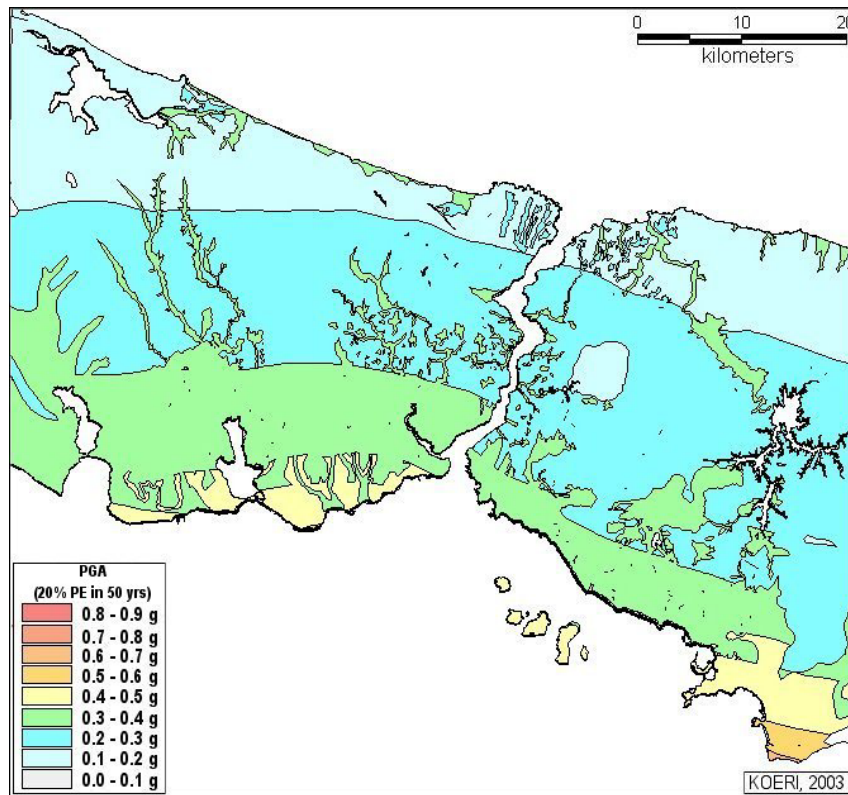 0 10 20
kilometers
PGA
(20% PE in 50 yrs)
0.8 - 0.9 g
0.7 - 0.8 g
0.6 - 0.7 g
0.5 - 0.6 g
0.4 - 0.5 g
0.3 - 0.4 g
0.2 - 0.3 g
0.1 - 0.2 g
0.0 - 0.1 g
KOERI, 2003